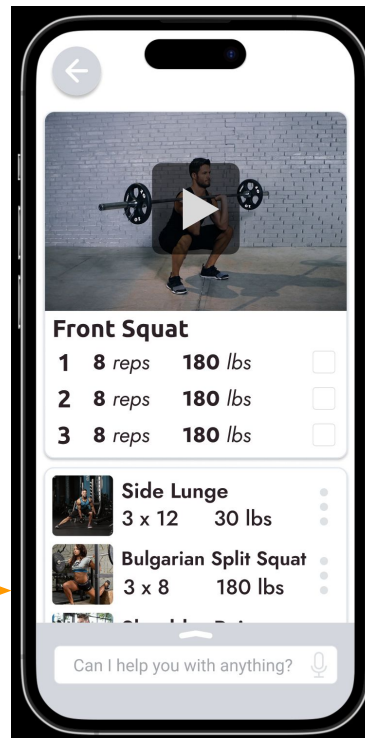 Front Squat
1 8 reps 180 lbs
2 8 reps 180 lbs
3 8 reps 180 lbs
Side Lunge
3 x 12 30 lbs
Bulgarian Split Squat
3 x 8 180 lbs
Can I help you with anything?